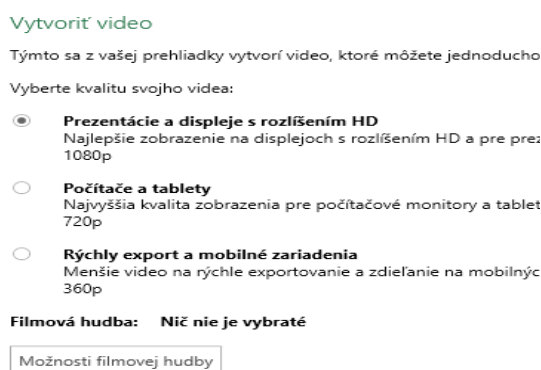 Vytvoriť video
Týmto sa z vašej prehliadky vytvorí video, ktoré môžete jednoducho
Vyberte kvalitu svojho videa:
Prezentácie a displeje s rozlíšením HD
Najlepšie zobrazenie na displejoch s rozlíšením HD a pre
1080p
Počítače a tablety
Najvyššia kvalita zobrazenia pre počítačové monitory a
720p
Rýchly export a mobilné zariadenia
Menšie video na rýchle exportovanie a zdieľanie na
360p
Filmová hudba: Nič nie je vybraté
Možnosti filmovej hudby